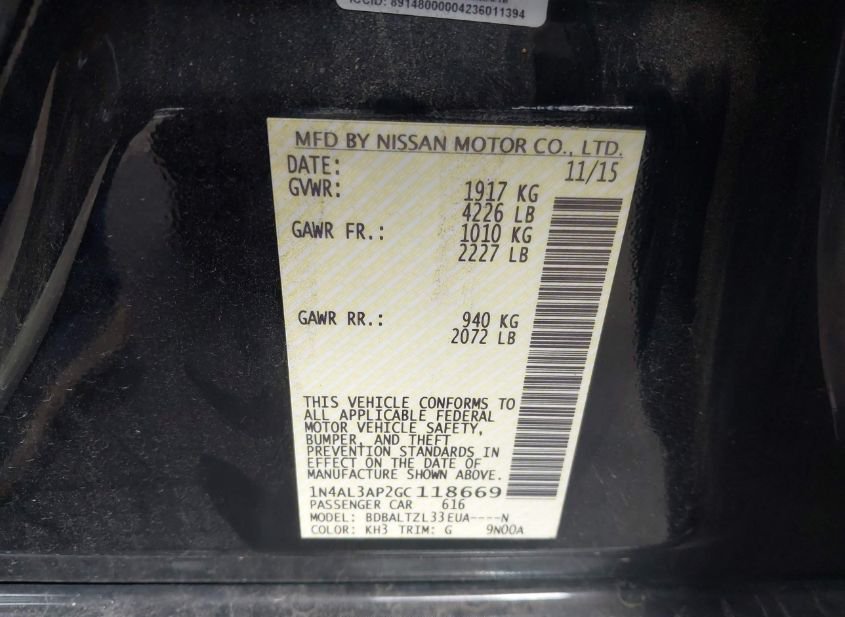 ICCID: 89148000004236011394
MFD BY NISSAN MOTOR CO., LTD.
DATE: 11/15
GVWR: 1917 KG
4226 LB
GAWR FR.: 1010 KG
2227 LB
GAWR RR.: 940 KG
2072 LB
THIS VEHICLE CONFORMS TO
ALL APPLICABLE FEDERAL
MOTOR VEHICLE SAFETY,
BUMPER, AND THEFT
PREVENTION STANDARDS IN
EFFECT ON THE DATE OF
MANUFACTURE SHOWN ABOVE.
1N4AL3AP2GC118669
PASSENGER CAR 616
MODEL: BDBALTZL33EUA----N
COLOR: KH3 TRIM: G 9N00A